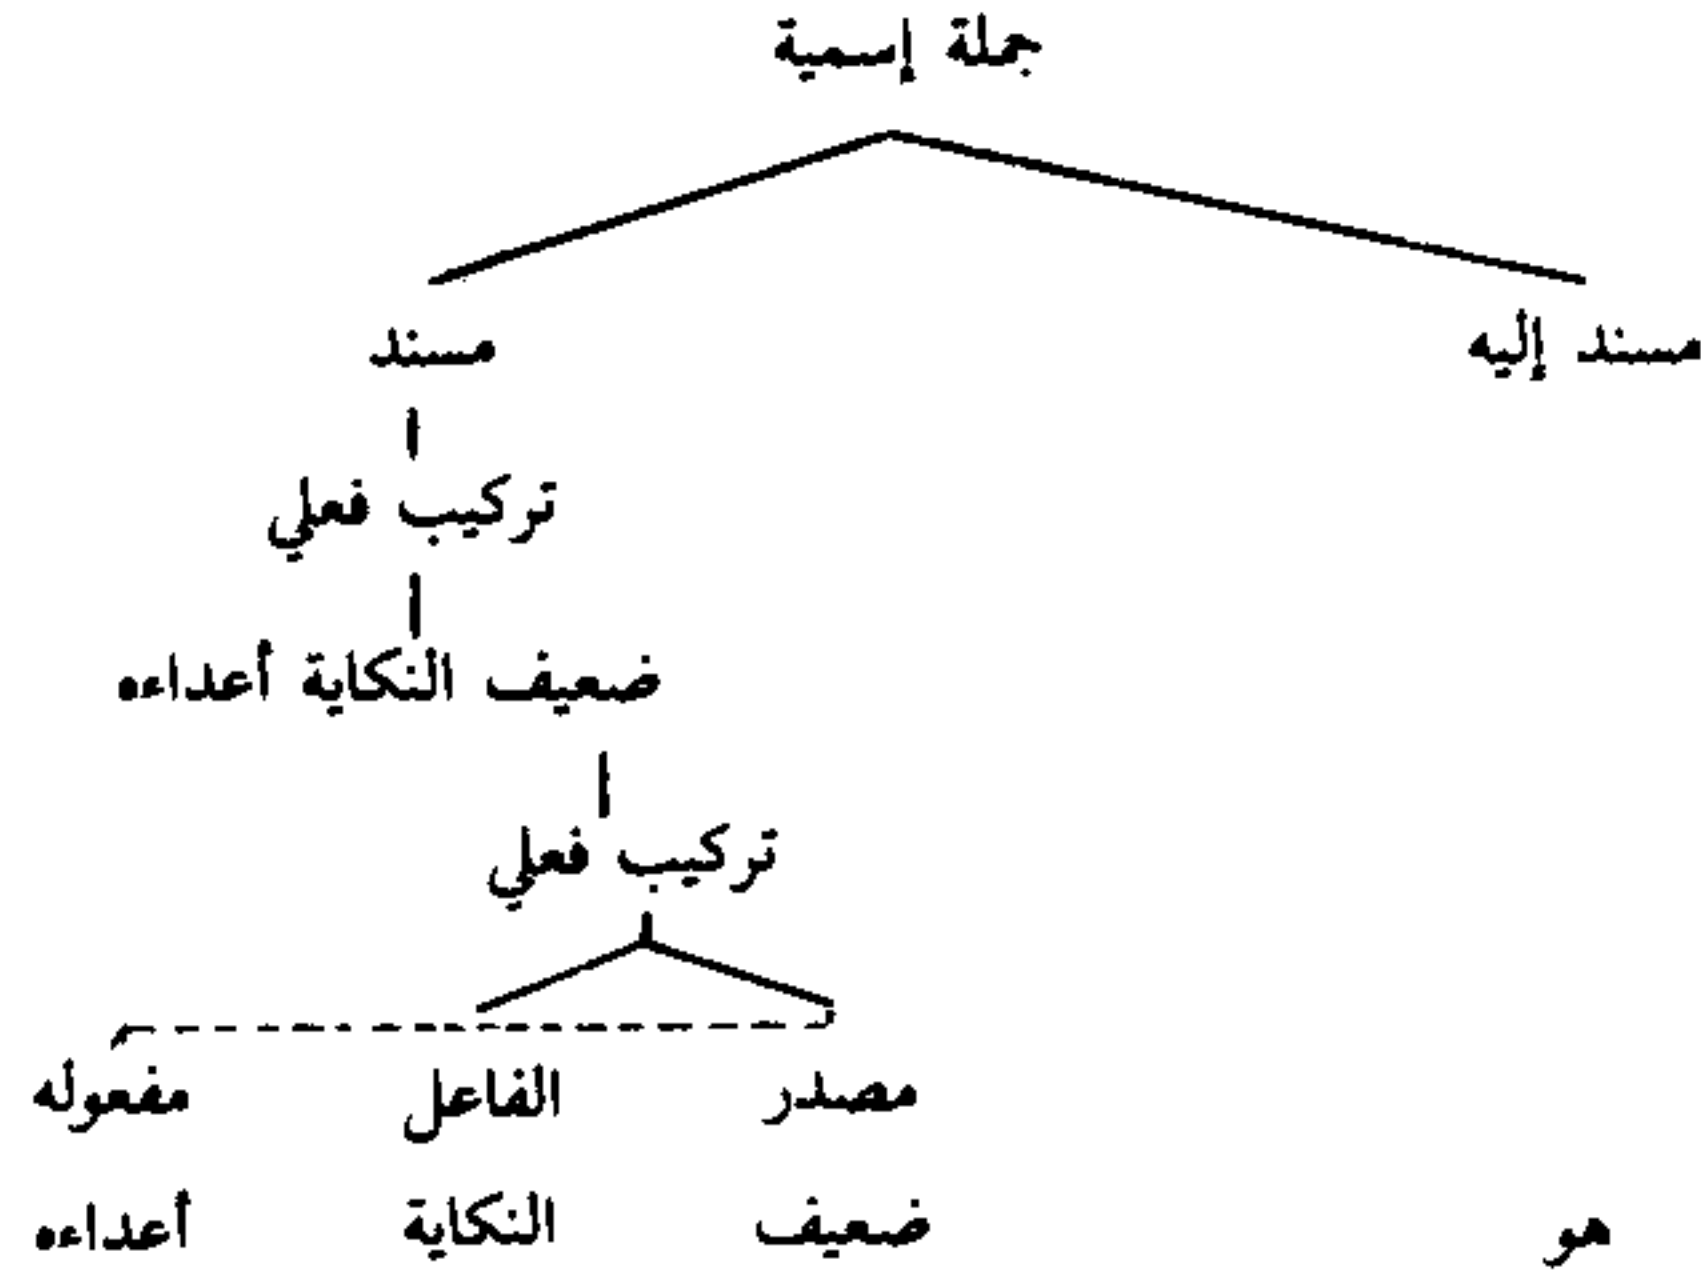 جملة إسمية
مسند إليه مسند
تركيب فعلي
ضعيف النكاية أعداءه
تركيب فعلي
مصدر الفاعل مفعوله
هو ضعيف النكاية أعداءه